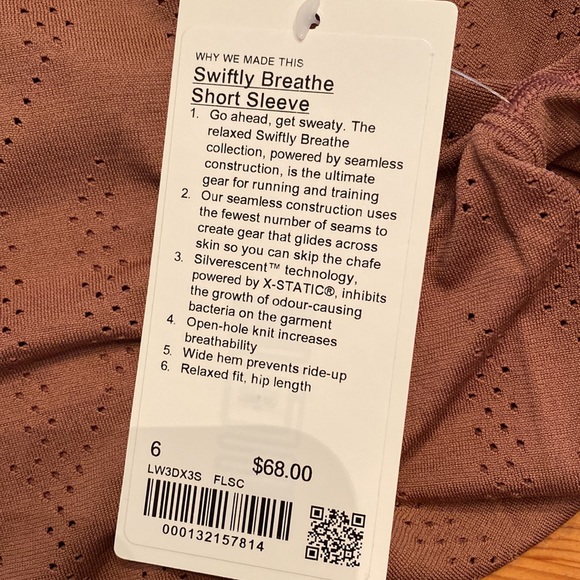 WHY WE MADE THIS
Swiftly Breathe
Short Sleeve
1. Go ahead, get sweaty. The
relaxed Swiftly Breathe
collection, powered by seamless
construction, is the ultimate
gear for running and training
2. Our seamless construction uses
the fewest number of seams to
create gear that glides across
skin so you can skip the chafe
3. Silverescent™ technology,
powered by X-STATIC®, inhibits
the growth of odour-causing
bacteria on the garment
4. Open-hole knit increases
breathability
5. Wide hem prevents ride-up
6. Relaxed fit, hip length
6 $68.00
LW3DX3S FLSC
000132157814